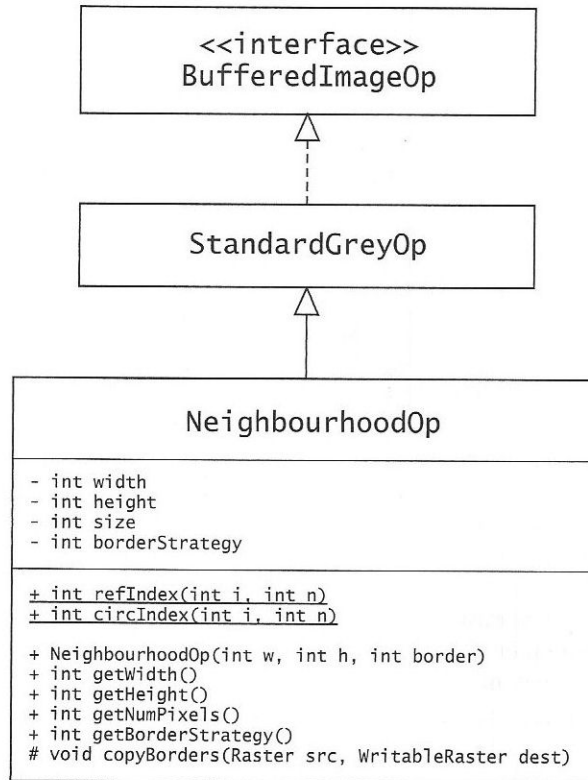 <<interface>>
BufferedImageOp
StandardGreyOp
NeighbourhoodOp
- int width
- int height
- int size
- int borderStrategy
+ int refIndex(int i, int n)
+ int circIndex(int i, int n)
+ NeighbourhoodOp(int w, int h, int border)
+ int getWidth()
+ int getHeight()
+ int getNumPixels()
+ int getBorderStrategy()
# void copyBorders(Raster src, WritableRaster dest)